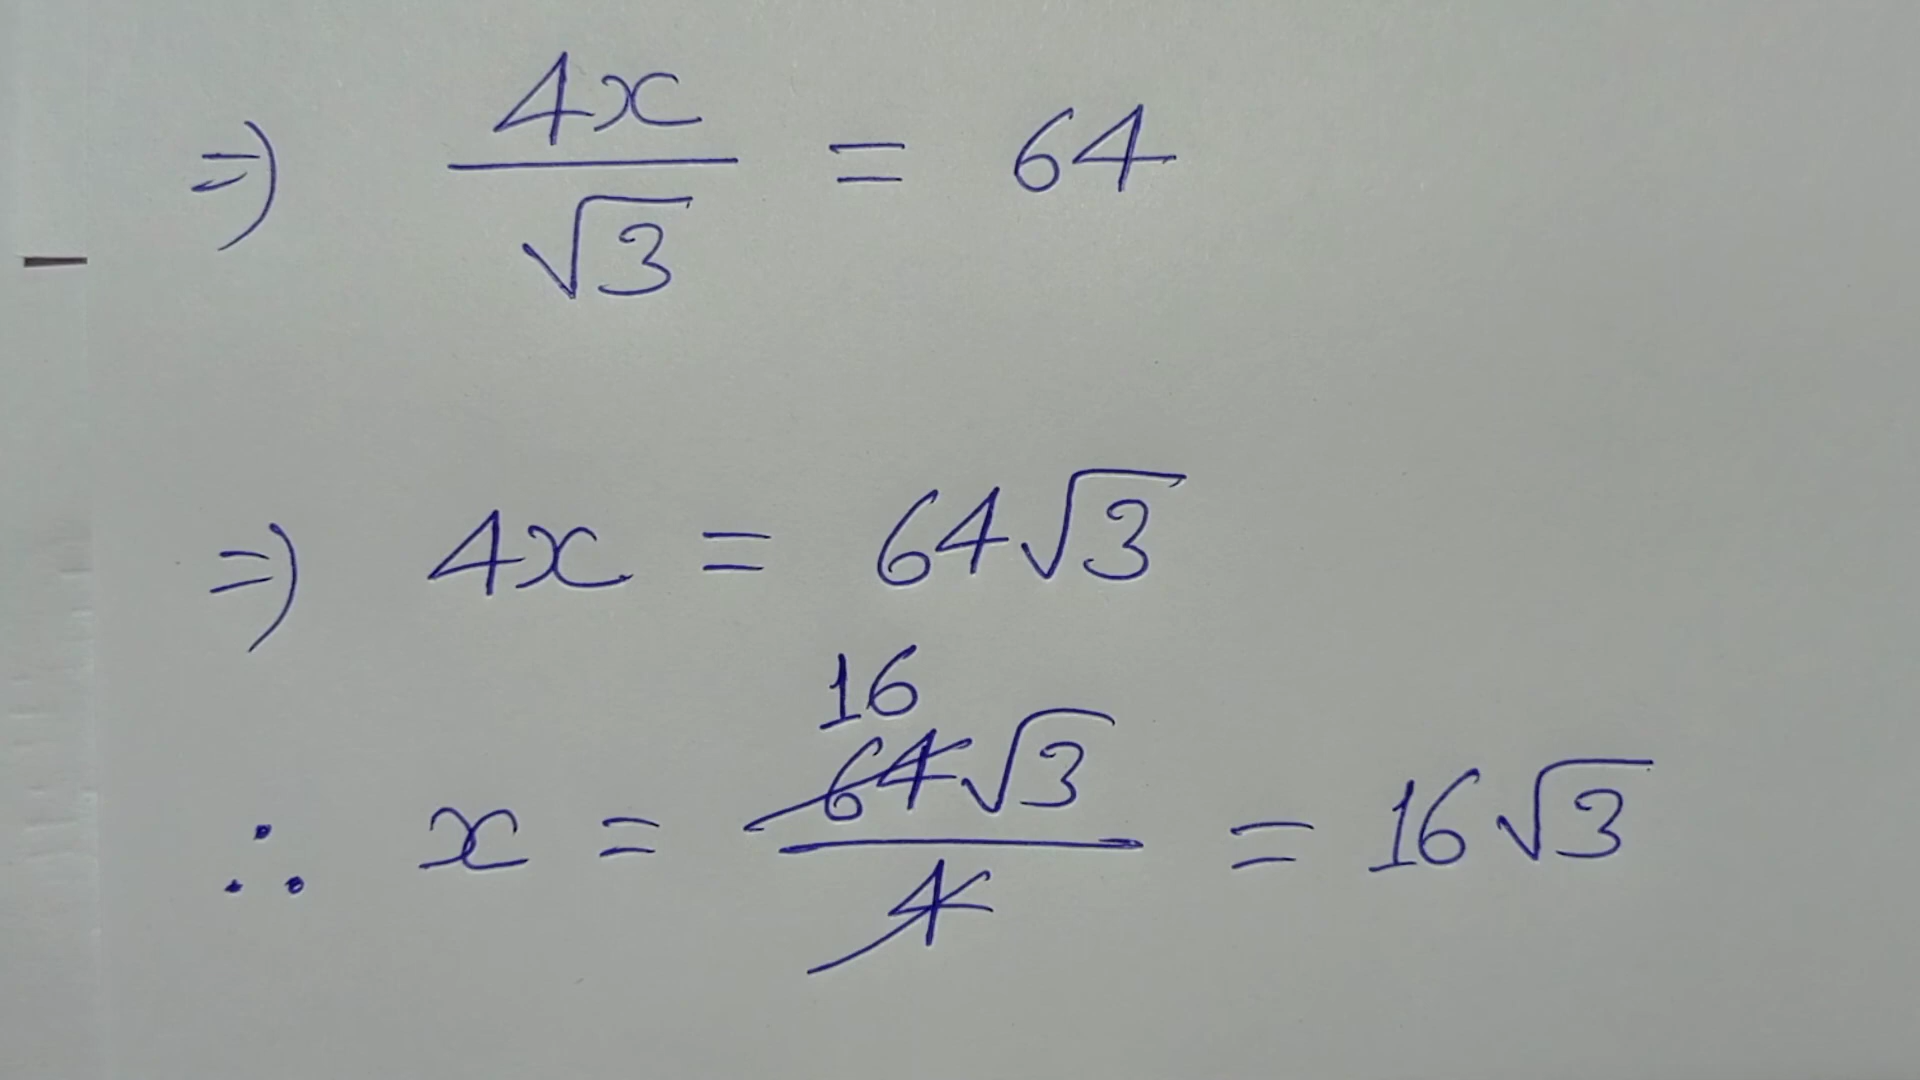 ⇒ 4x/√3 = 64
⇒ 4x = 64√3
16
∴ x = 64√3/4 = 16√3